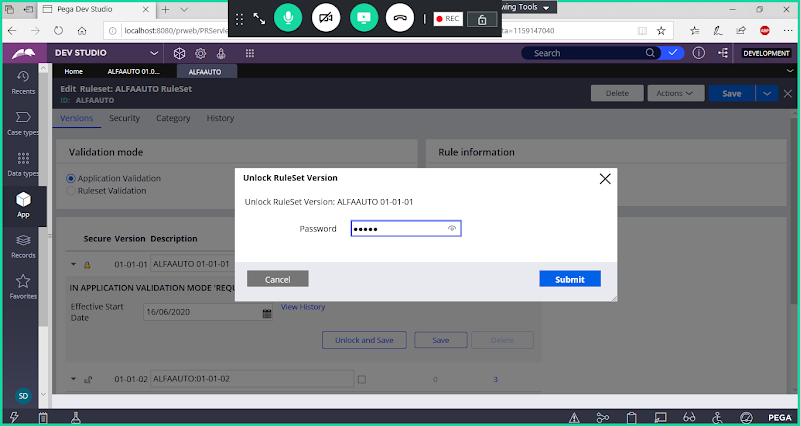 Pega Dev Studio
wing Tools
localhost:8080/prweb/PRServle
REC
ata=1159147040
DEV STUDIO
Search
DEVELOPMENT
Home
ALFAAUTO 01.0...
ALFAAUTO
Recents
Case types
Data types
App
Records
Favorites
SD
Edit Ruleset: ALFAAUTO RuleSet
ID: ALFAAUTO
Delete
Actions
Save
Versions
Security
Category
History
Validation mode
Rule information
Application Validation
Ruleset Validation
Unlock RuleSet Version
Unlock RuleSet Version: ALFAAUTO 01-01-01
Password
•••••
Cancel
Submit
Secure Version Description
01-01-01 ALFAAUTO 01-01-01
IN APPLICATION VALIDATION MODE 'REQU
Effective Start
Date
16/06/2020
View History
Unlock and Save
Save
Delete
01-01-02 ALFAAUTO:01-01-02
0
3
PEGA